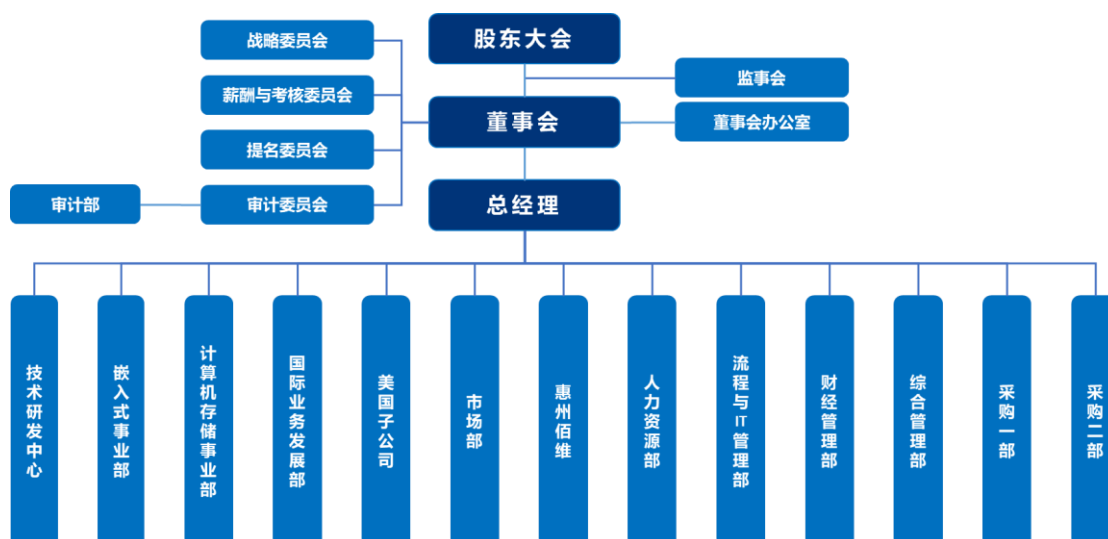 战略委员会
股东大会
薪酬与考核委员会
监事会
董事会
董事会办公室
提名委员会
审计部
审计委员会
总经理
技术研发中心
嵌入式事业部
计算机存储事业部
国际业务发展部
美国子公司
市场部
惠州佰维
人力资源部
流程与IT管理部
财经管理部
综合管理部
采购一部
采购二部